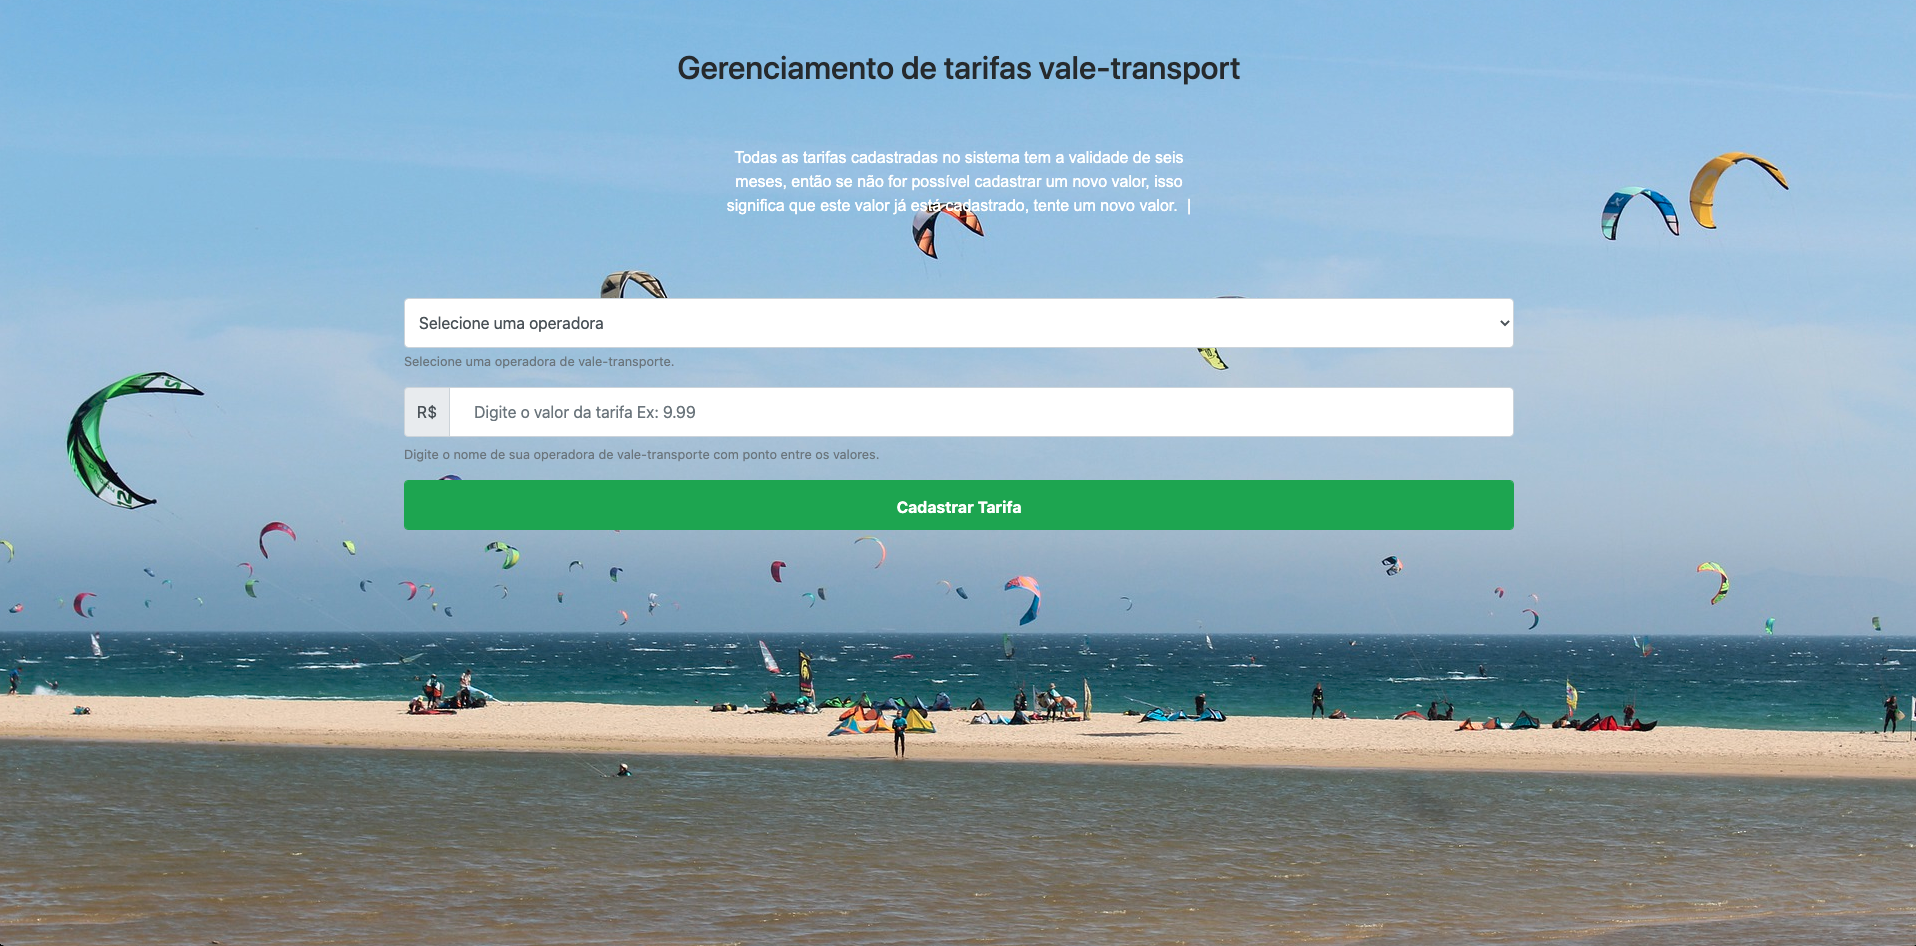 Gerenciamento de tarifas vale-transport
Todas as tarifas cadastradas no sistema tem a validade de seis
meses, então se não for possível cadastrar um novo valor, isso
significa que este valor já está cadastrado, tente um novo valor. |
Selecione uma operadora
Selecione uma operadora de vale-transporte.
R$ Digite o valor da tarifa Ex: 9.99
Digite o nome de sua operadora de vale-transporte com ponto entre os valores.
Cadastrar Tarifa